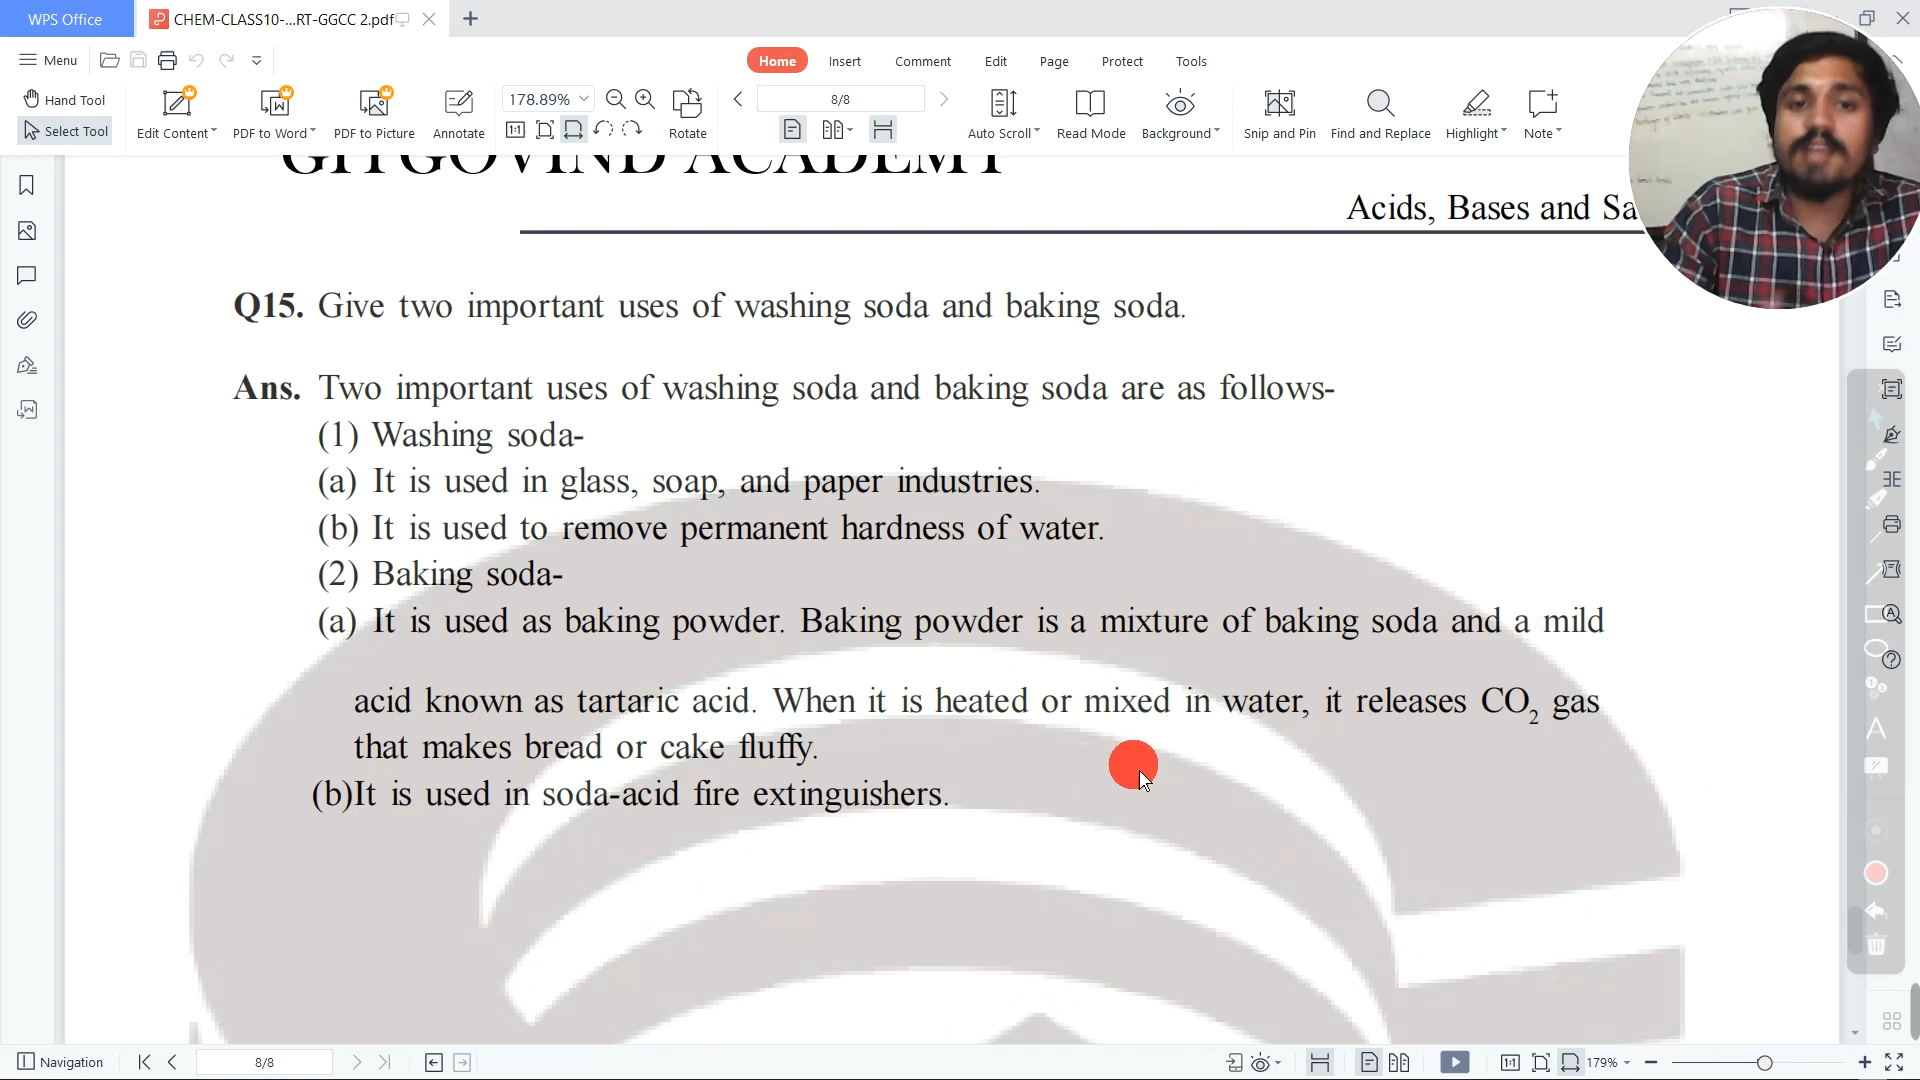 WPS Office
CHEM-CLASS10-...RT-GGCC 2.pdf
Menu
Home Insert Comment Edit Page Protect Tools
Hand Tool
Select Tool
Edit Content
PDF to Word
PDF to Picture
Annotate
178.89%
Rotate
8/8
Auto Scroll
Read Mode
Background
Snip and Pin
Find and Replace
Highlight
Note
GITGOVIND ACADEMY
Acids, Bases and Sa
Q15. Give two important uses of washing soda and baking soda.
Ans. Two important uses of washing soda and baking soda are as follows-
(1) Washing soda-
(a) It is used in glass, soap, and paper industries.
(b) It is used to remove permanent hardness of water.
(2) Baking soda-
(a) It is used as baking powder. Baking powder is a mixture of baking soda and a mild
acid known as tartaric acid. When it is heated or mixed in water, it releases CO2 gas
that makes bread or cake fluffy.
(b)It is used in soda-acid fire extinguishers.
Navigation
8/8
179%